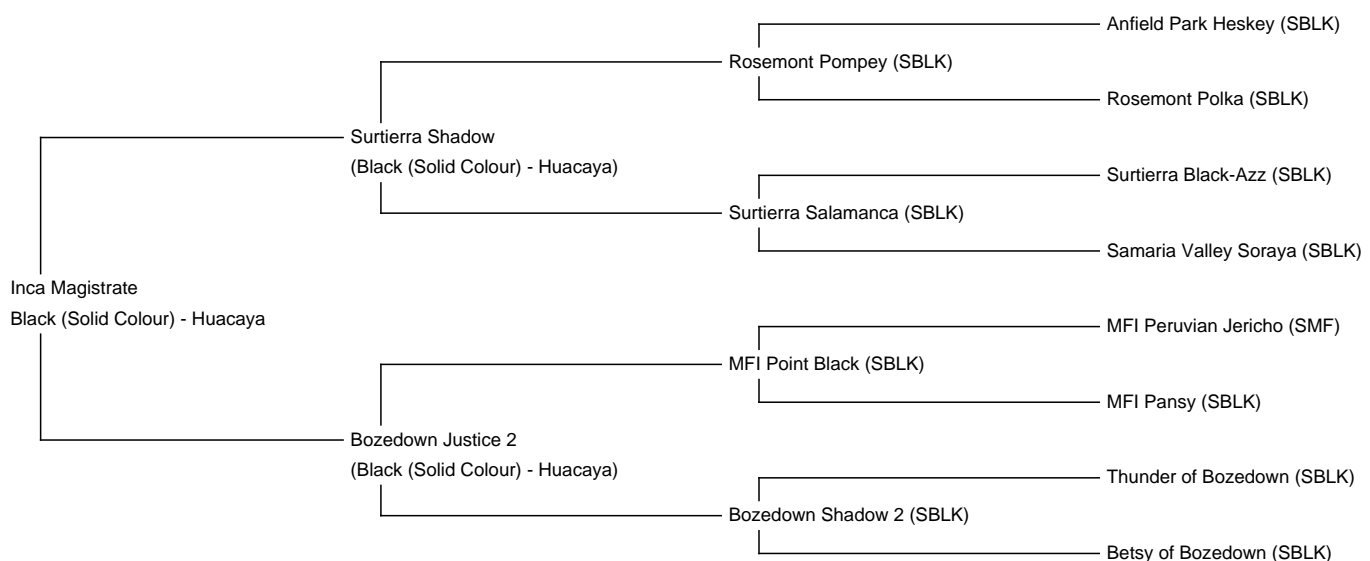 Anfield Park Heskey (SBLK)
Rosemont Pompey (SBLK)
Rosemont Polka (SBLK)
Surtierra Shadow
(Black (Solid Colour) - Huacaya)
Surtierra Black-Azz (SBLK)
Surtierra Salamanca (SBLK)
Samaria Valley Soraya (SBLK)
Inca Magistrate
Black (Solid Colour) - Huacaya
MFI Peruvian Jericho (SMF)
MFI Point Black (SBLK)
MFI Pansy (SBLK)
Bozedown Justice 2
(Black (Solid Colour) - Huacaya)
Thunder of Bozedown (SBLK)
Bozedown Shadow 2 (SBLK)
Betsy of Bozedown (SBLK)